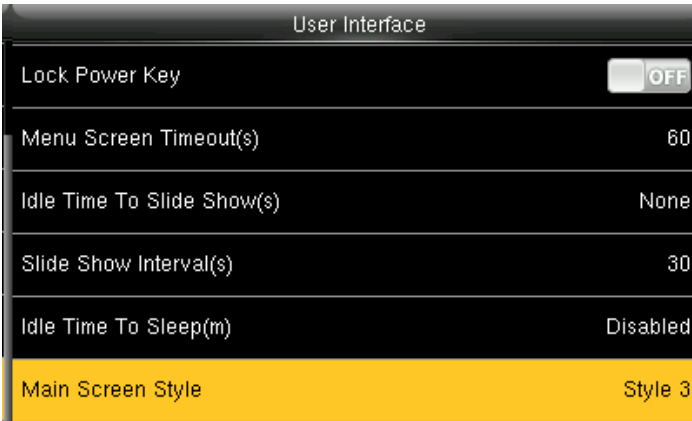 User Interface
Lock Power Key OFF
Menu Screen Timeout(s) 60
Idle Time To Slide Show(s) None
Slide Show Interval(s) 30
Idle Time To Sleep(m) Disabled
Main Screen Style Style 3